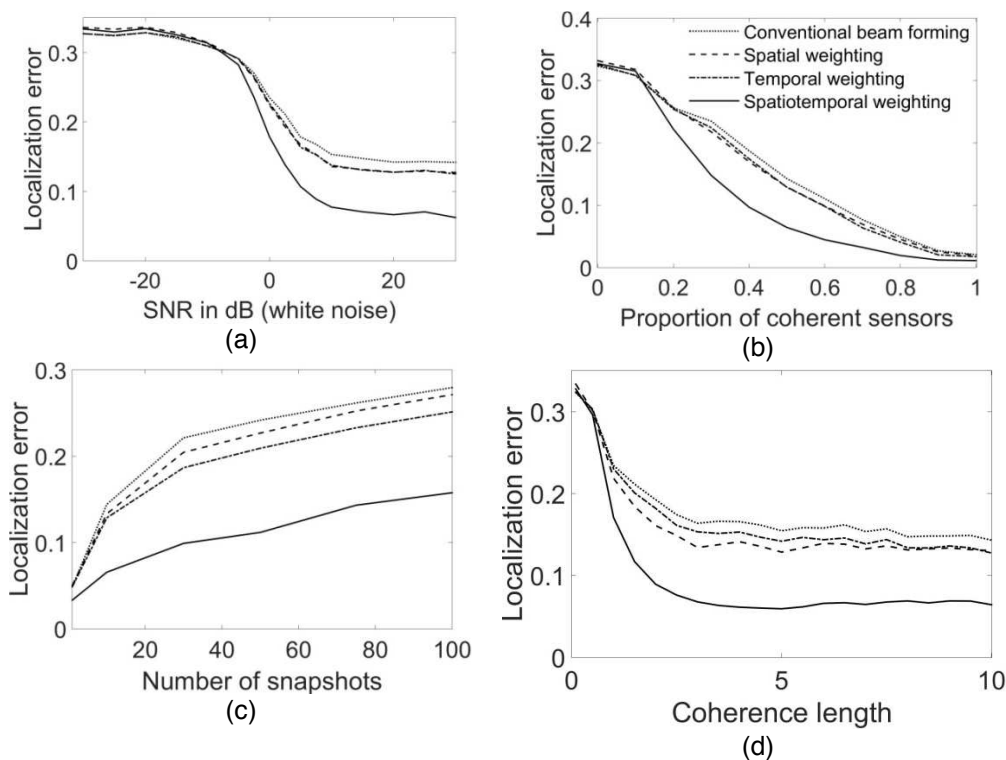 0.3
0.2
0.1
0
Localization error
-20
0
20
SNR in dB (white noise)
(a)
0.4
0.3
0.2
0.1
0
Localization error
Conventional beam forming
Spatial weighting
Temporal weighting
Spatiotemporal weighting
0
0.2
0.4
0.6
0.8
1
Proportion of coherent sensors
(b)
0.3
0.2
0.1
0
Localization error
20
40
60
80
100
Number of snapshots
(c)
0.3
0.2
0.1
0
Localization error
0
5
10
Coherence length
(d)